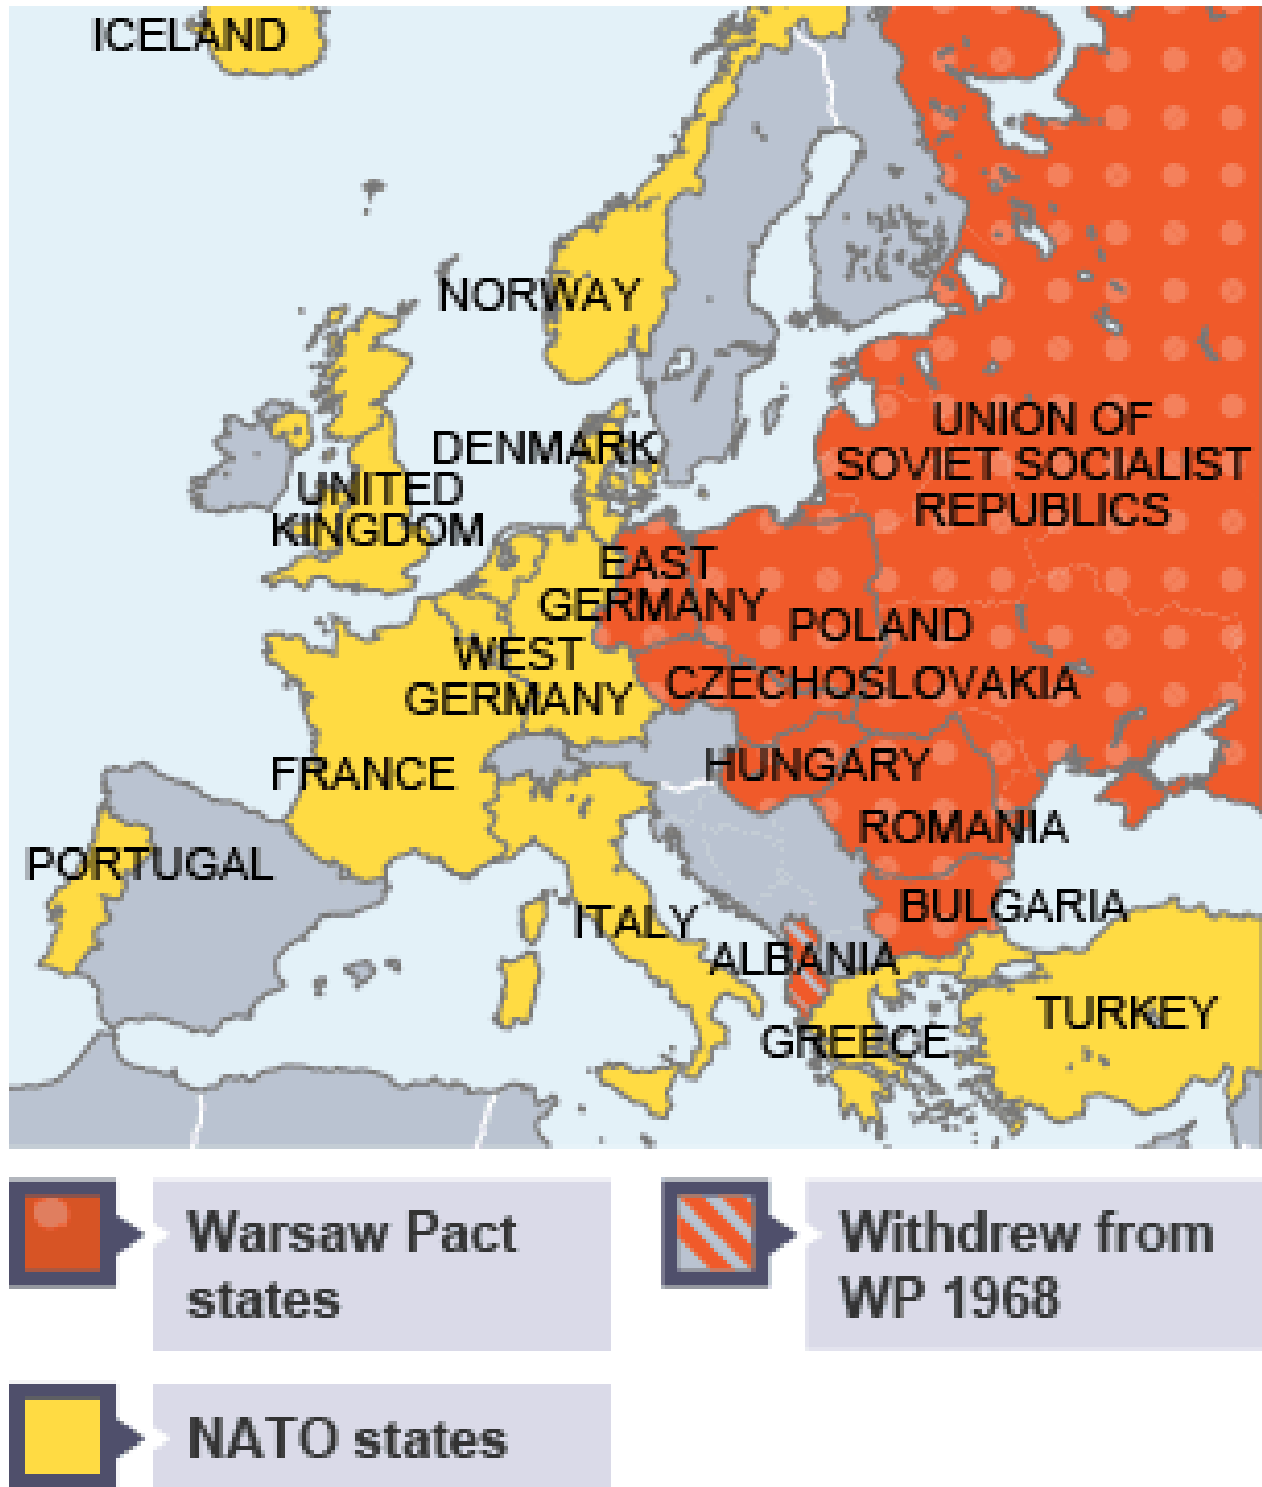 ICELAND
NORWAY
DENMARK
UNITED
KINGDOM
UNION OF
SOVIET SOCIALIST
REPUBLICS
EAST
GERMANY
POLAND
WEST
GERMANY
CZECHOSLOVAKIA
FRANCE
HUNGARY
ROMANIA
PORTUGAL
ITALY
BULGARIA
ALBANIA
GREECE
TURKEY
Warsaw Pact
states
Withdrew from
WP 1968
NATO states